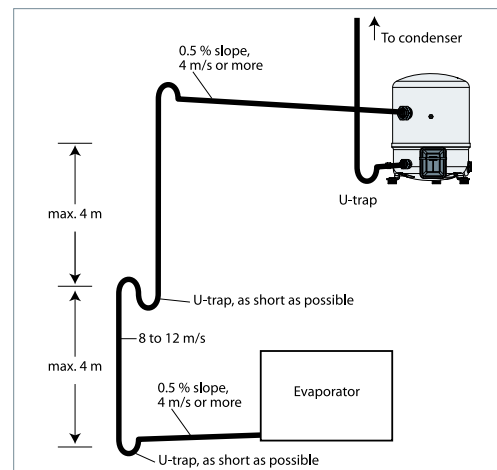 To condenser
0.5 % slope,
4 m/s or more
max. 4 m
U-trap
U-trap, as short as possible
8 to 12 m/s
max. 4 m
0.5 % slope,
4 m/s or more
Evaporator
U-trap, as short as possible